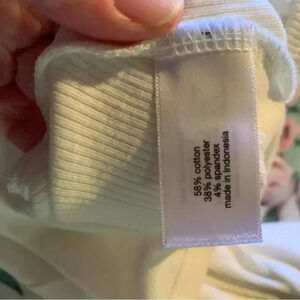 58% cotton
38% polyester
4% spandex
made in Indonesia